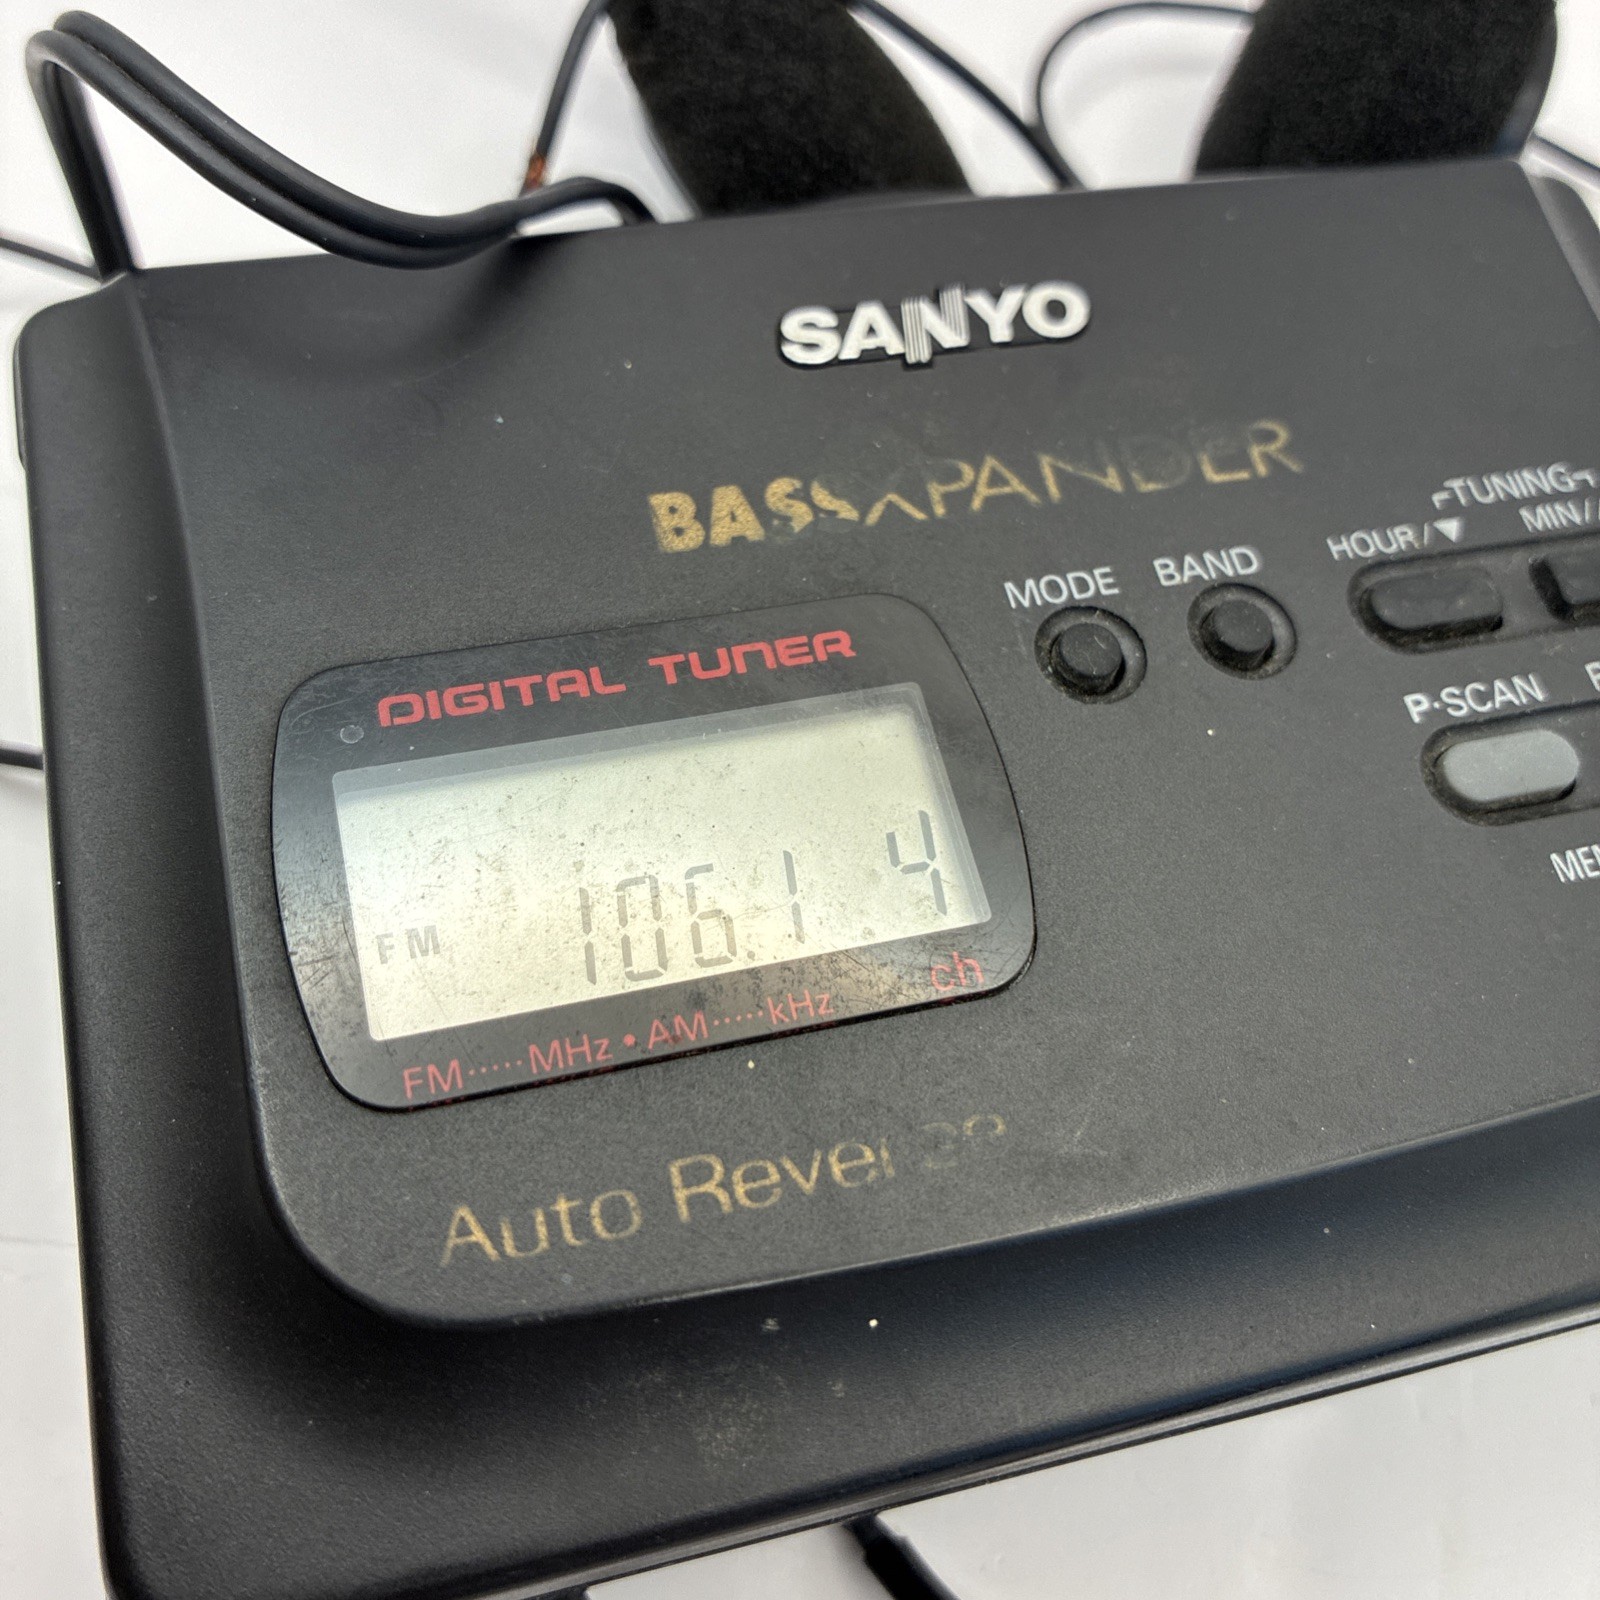 SANYO
BASSXPANDER
TUNING
HOUR/▼ MIN/
MODE BAND
P·SCAN
DIGITAL TUNER
FM 106.1 4
FM·····MHz • AM·····kHz ch
Auto Reverse